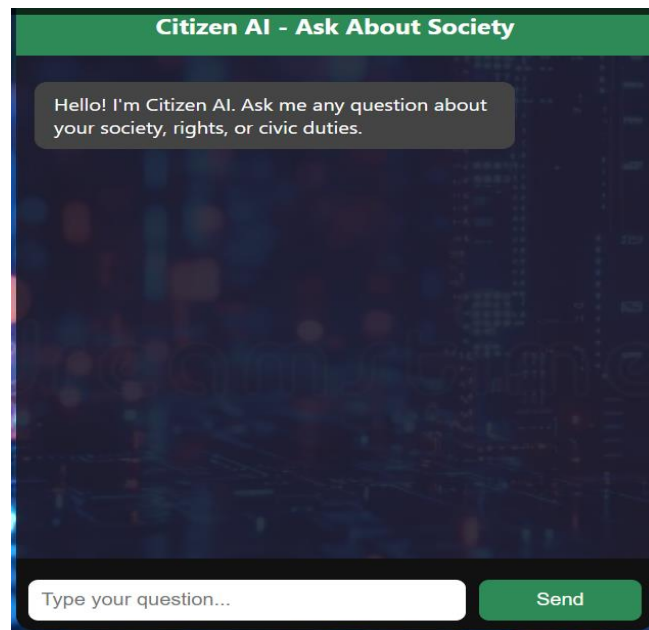 Citizen AI - Ask About Society
Hello! I'm Citizen AI. Ask me any question about
your society, rights, or civic duties.
Type your question...
Send